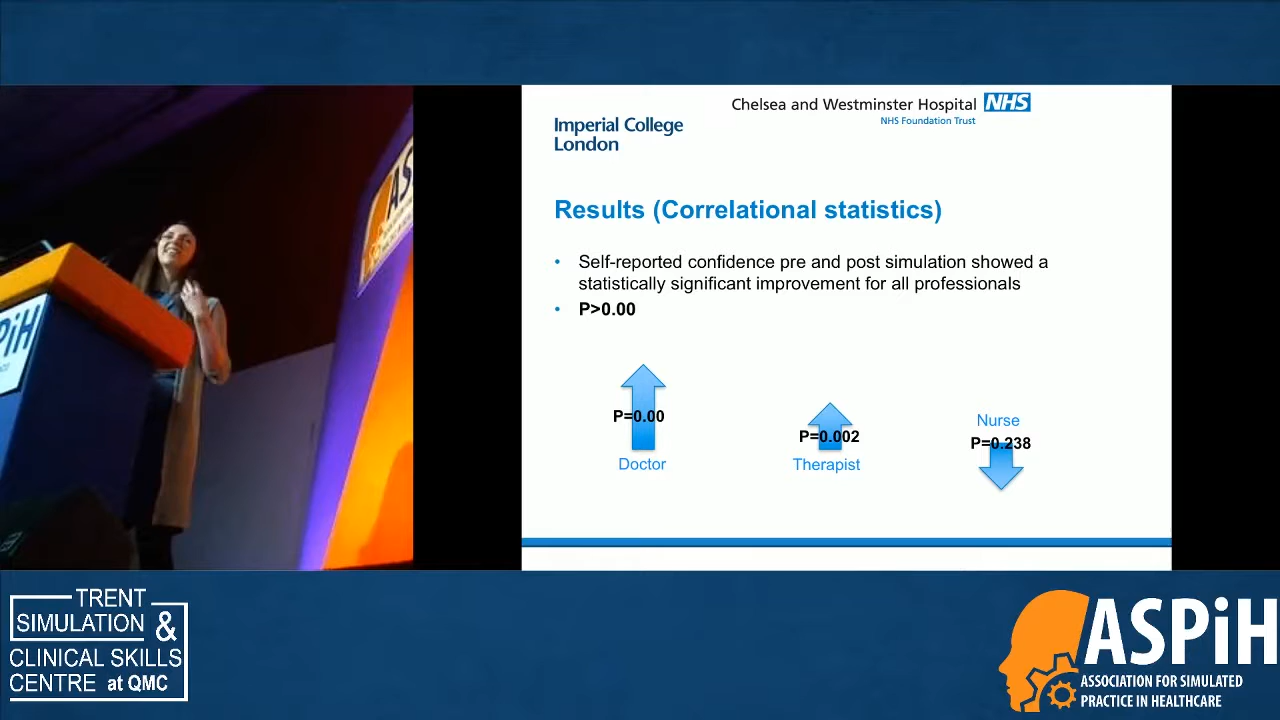 Chelsea and Westminster Hospital NHS
NHS Foundation Trust
Imperial College
London
Results (Correlational statistics)
• Self-reported confidence pre and post simulation showed a
statistically significant improvement for all professionals
• P>0.00
P=0.00
Doctor
P=0.002
Therapist
Nurse
P=0.238
AS
PiH
TRENT
SIMULATION &
CLINICAL SKILLS
CENTRE at QMC
ASPiH
ASSOCIATION FOR SIMULATED
PRACTICE IN HEALTHCARE